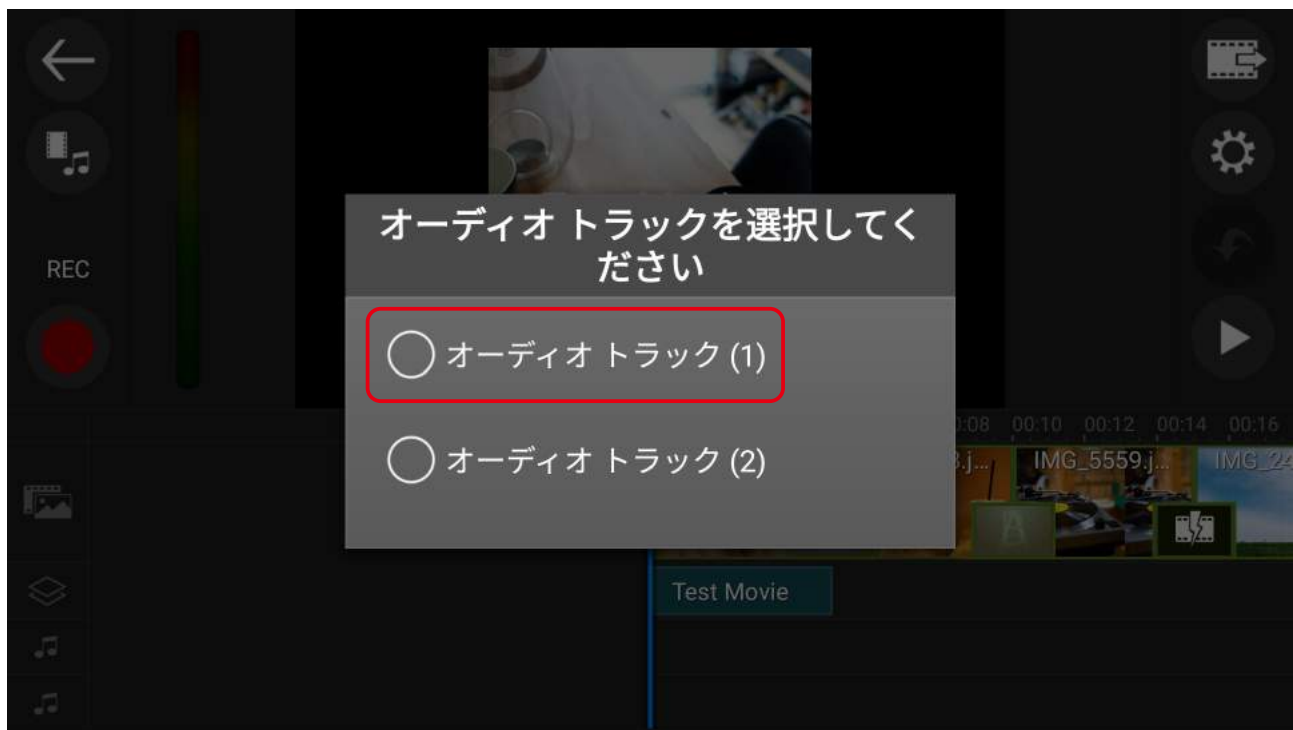 REC
オーディオ トラックを選択してく
ださい
オーディオ トラック (1)
オーディオ トラック (2)
:08 00:10 00:12 00:14 00:16
.j... IMG_5559.j... IMG_24
A
Test Movie